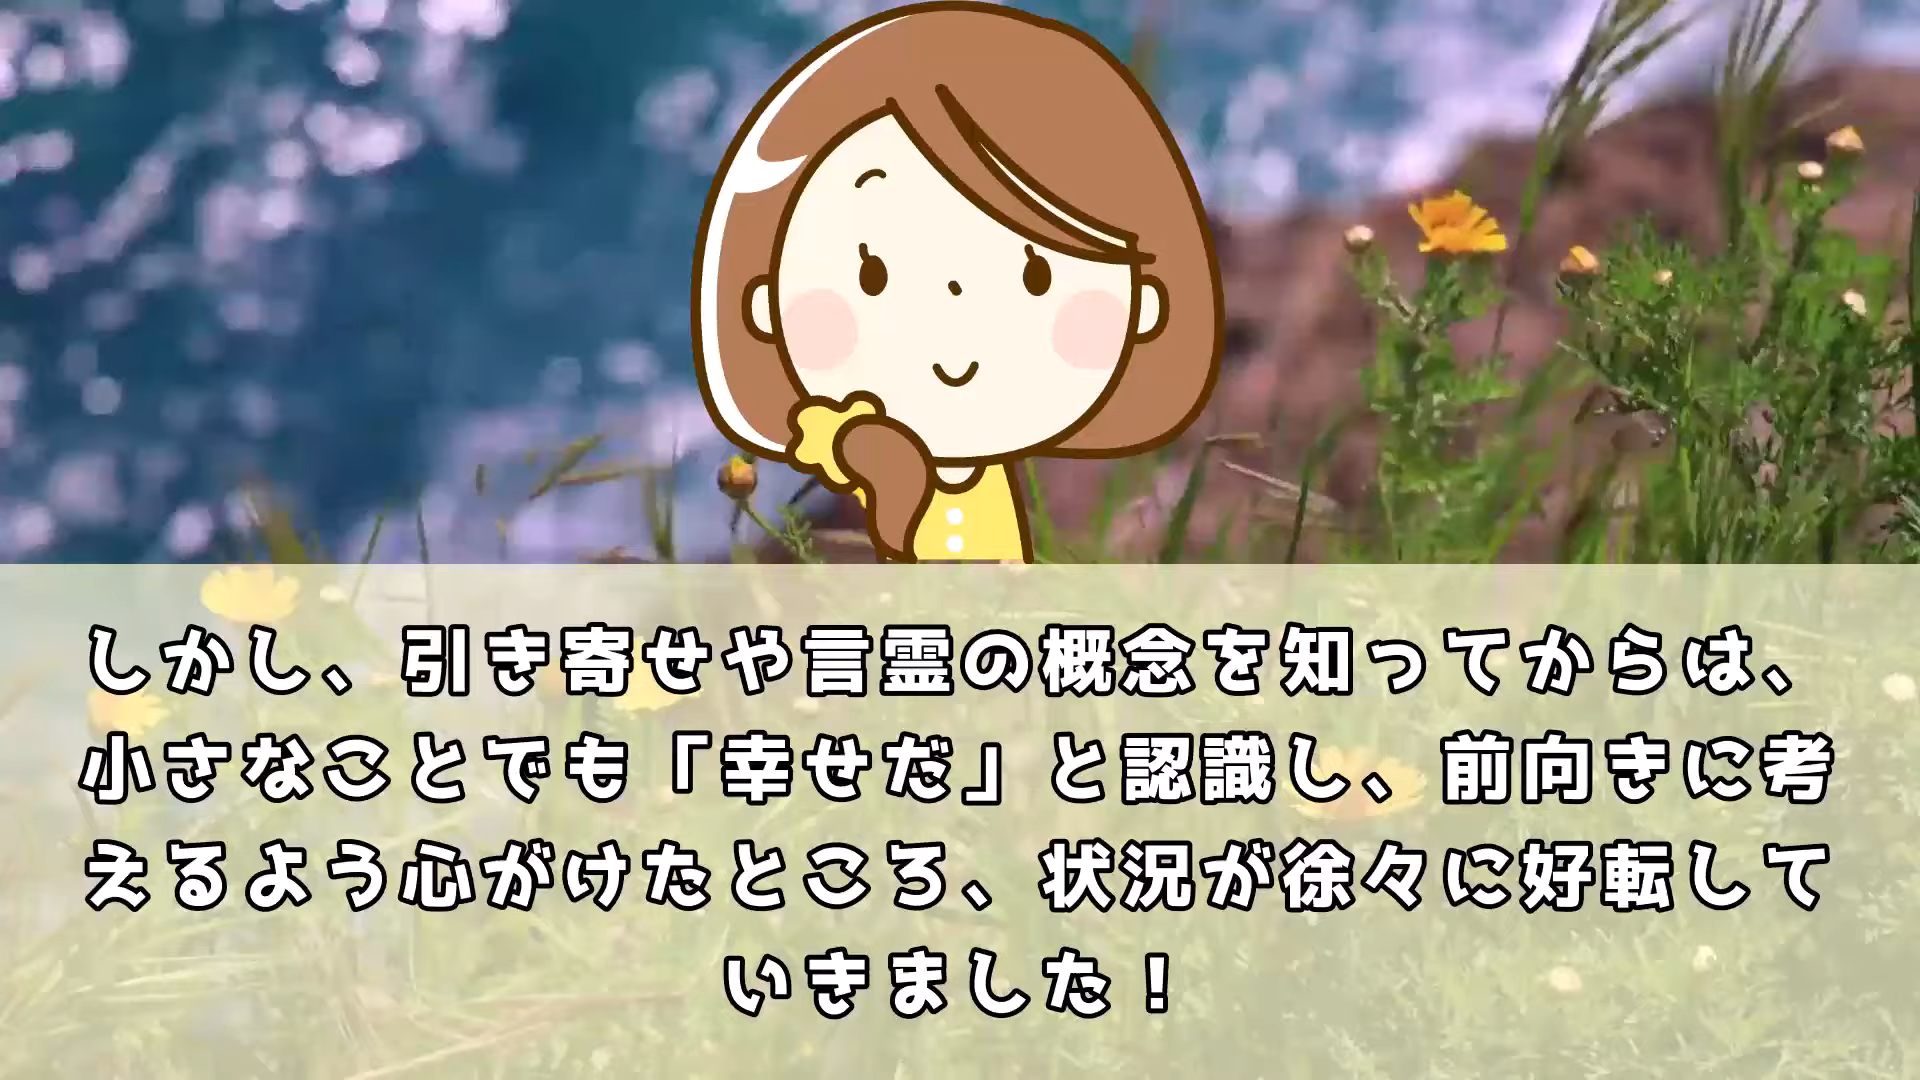 しかし、引き寄せや言霊の概念を知ってからは、
小さなことでも「幸せだ」と認識し、前向きに考
えるよう心がけたところ、状況が徐々に好転して
いきました！